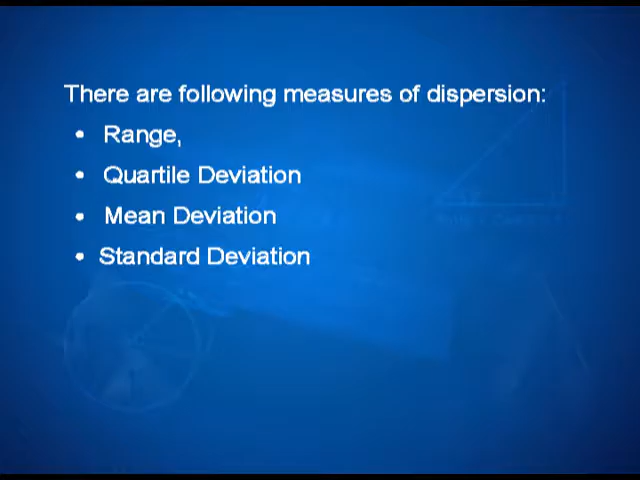 There are following measures of dispersion:
• Range,
• Quartile Deviation
• Mean Deviation
• Standard Deviation